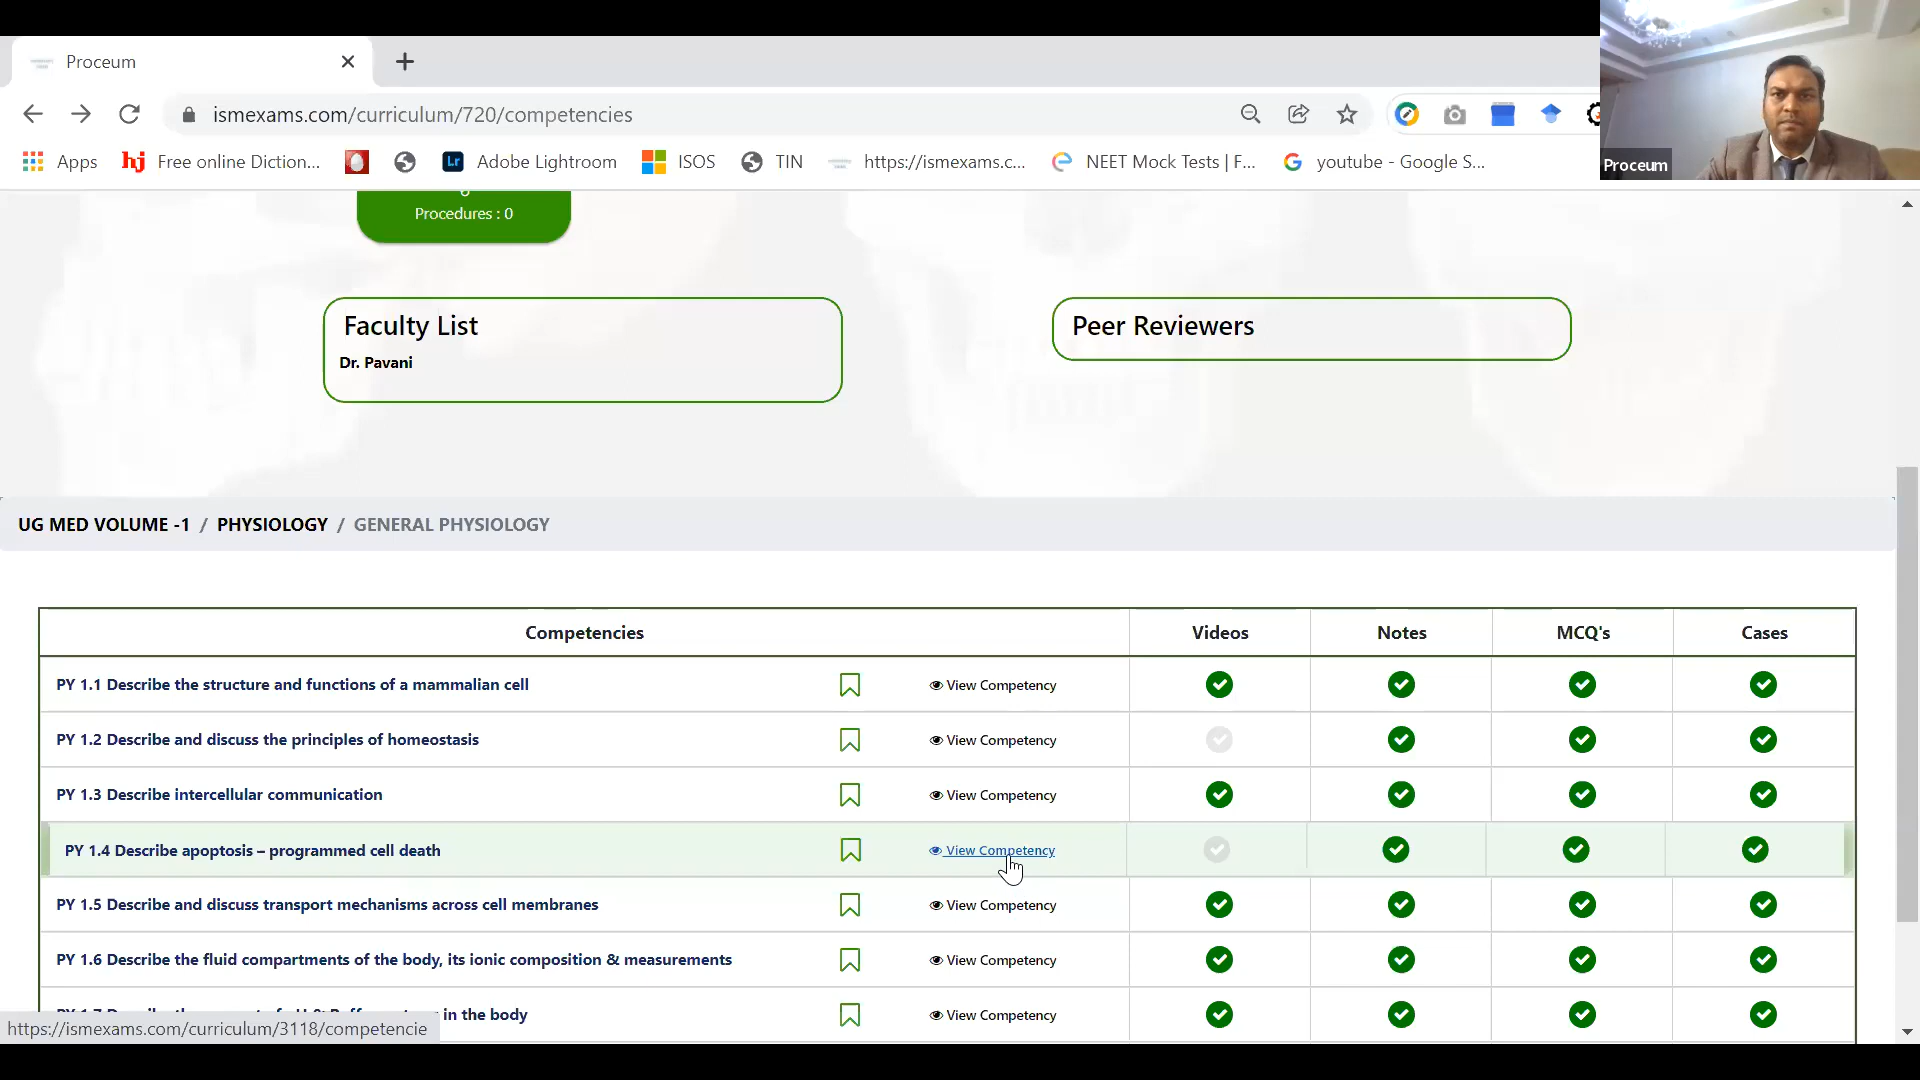 Proceum
ismexams.com/curriculum/720/competencies
Apps
Free online Diction...
Lr
Adobe Lightroom
ISOS
TIN
https://ismexams.c...
NEET Mock Tests | F...
youtube - Google S...
Proceum
Procedures : 0
Faculty List
Dr. Pavani
Peer Reviewers
UG MED VOLUME -1 / PHYSIOLOGY / GENERAL PHYSIOLOGY
Competencies Videos Notes MCQ's Cases
PY 1.1 Describe the structure and functions of a mammalian cell View Competency
PY 1.2 Describe and discuss the principles of homeostasis View Competency
PY 1.3 Describe intercellular communication View Competency
PY 1.4 Describe apoptosis – programmed cell death View Competency
PY 1.5 Describe and discuss transport mechanisms across cell membranes View Competency
PY 1.6 Describe the fluid compartments of the body, its ionic composition & measurements View Competency
in the body View Competency
https://ismexams.com/curriculum/3118/competencie